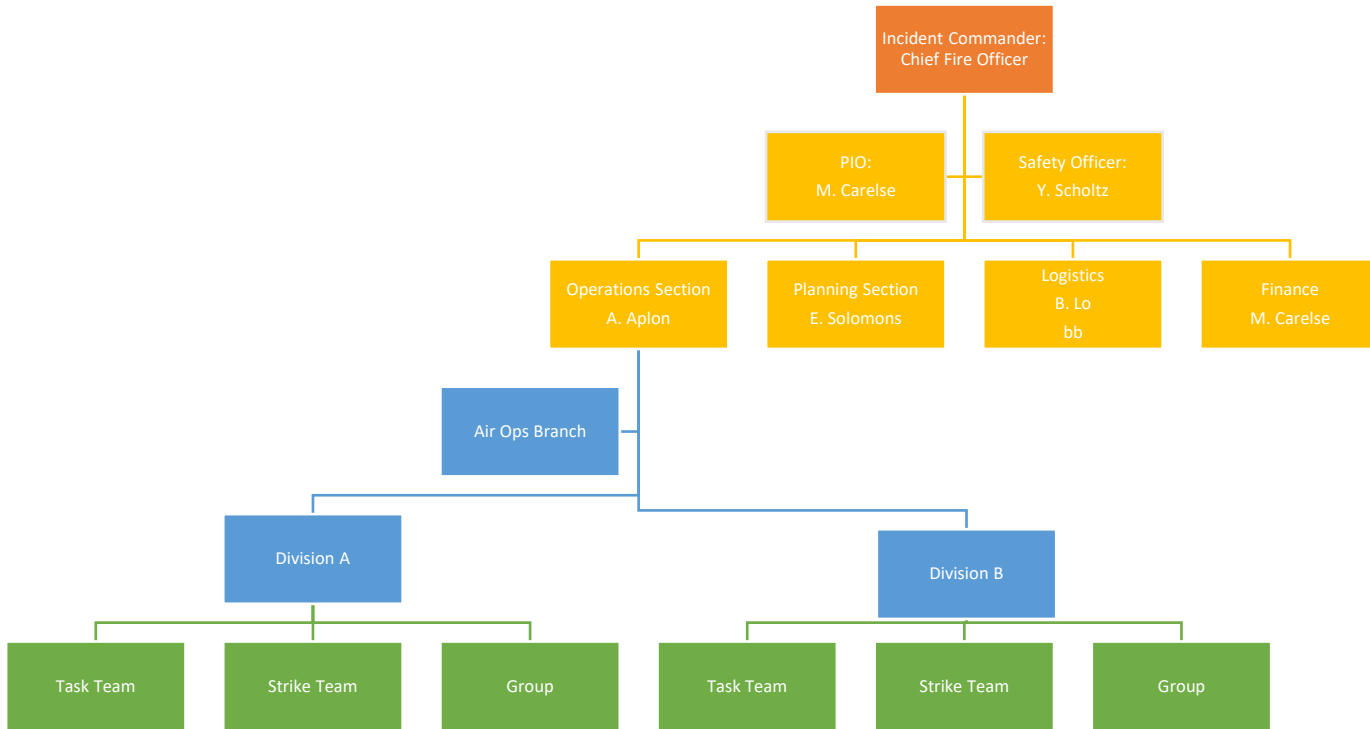 Incident Commander:
Chief Fire Officer
PIO:
M. Carelse
Safety Officer:
Y. Scholtz
Operations Section
A. Aplon
Planning Section
E. Solomons
Logistics
B. Lo
bb
Finance
M. Carelse
Air Ops Branch
Division A
Division B
Task Team
Strike Team
Group
Task Team
Strike Team
Group